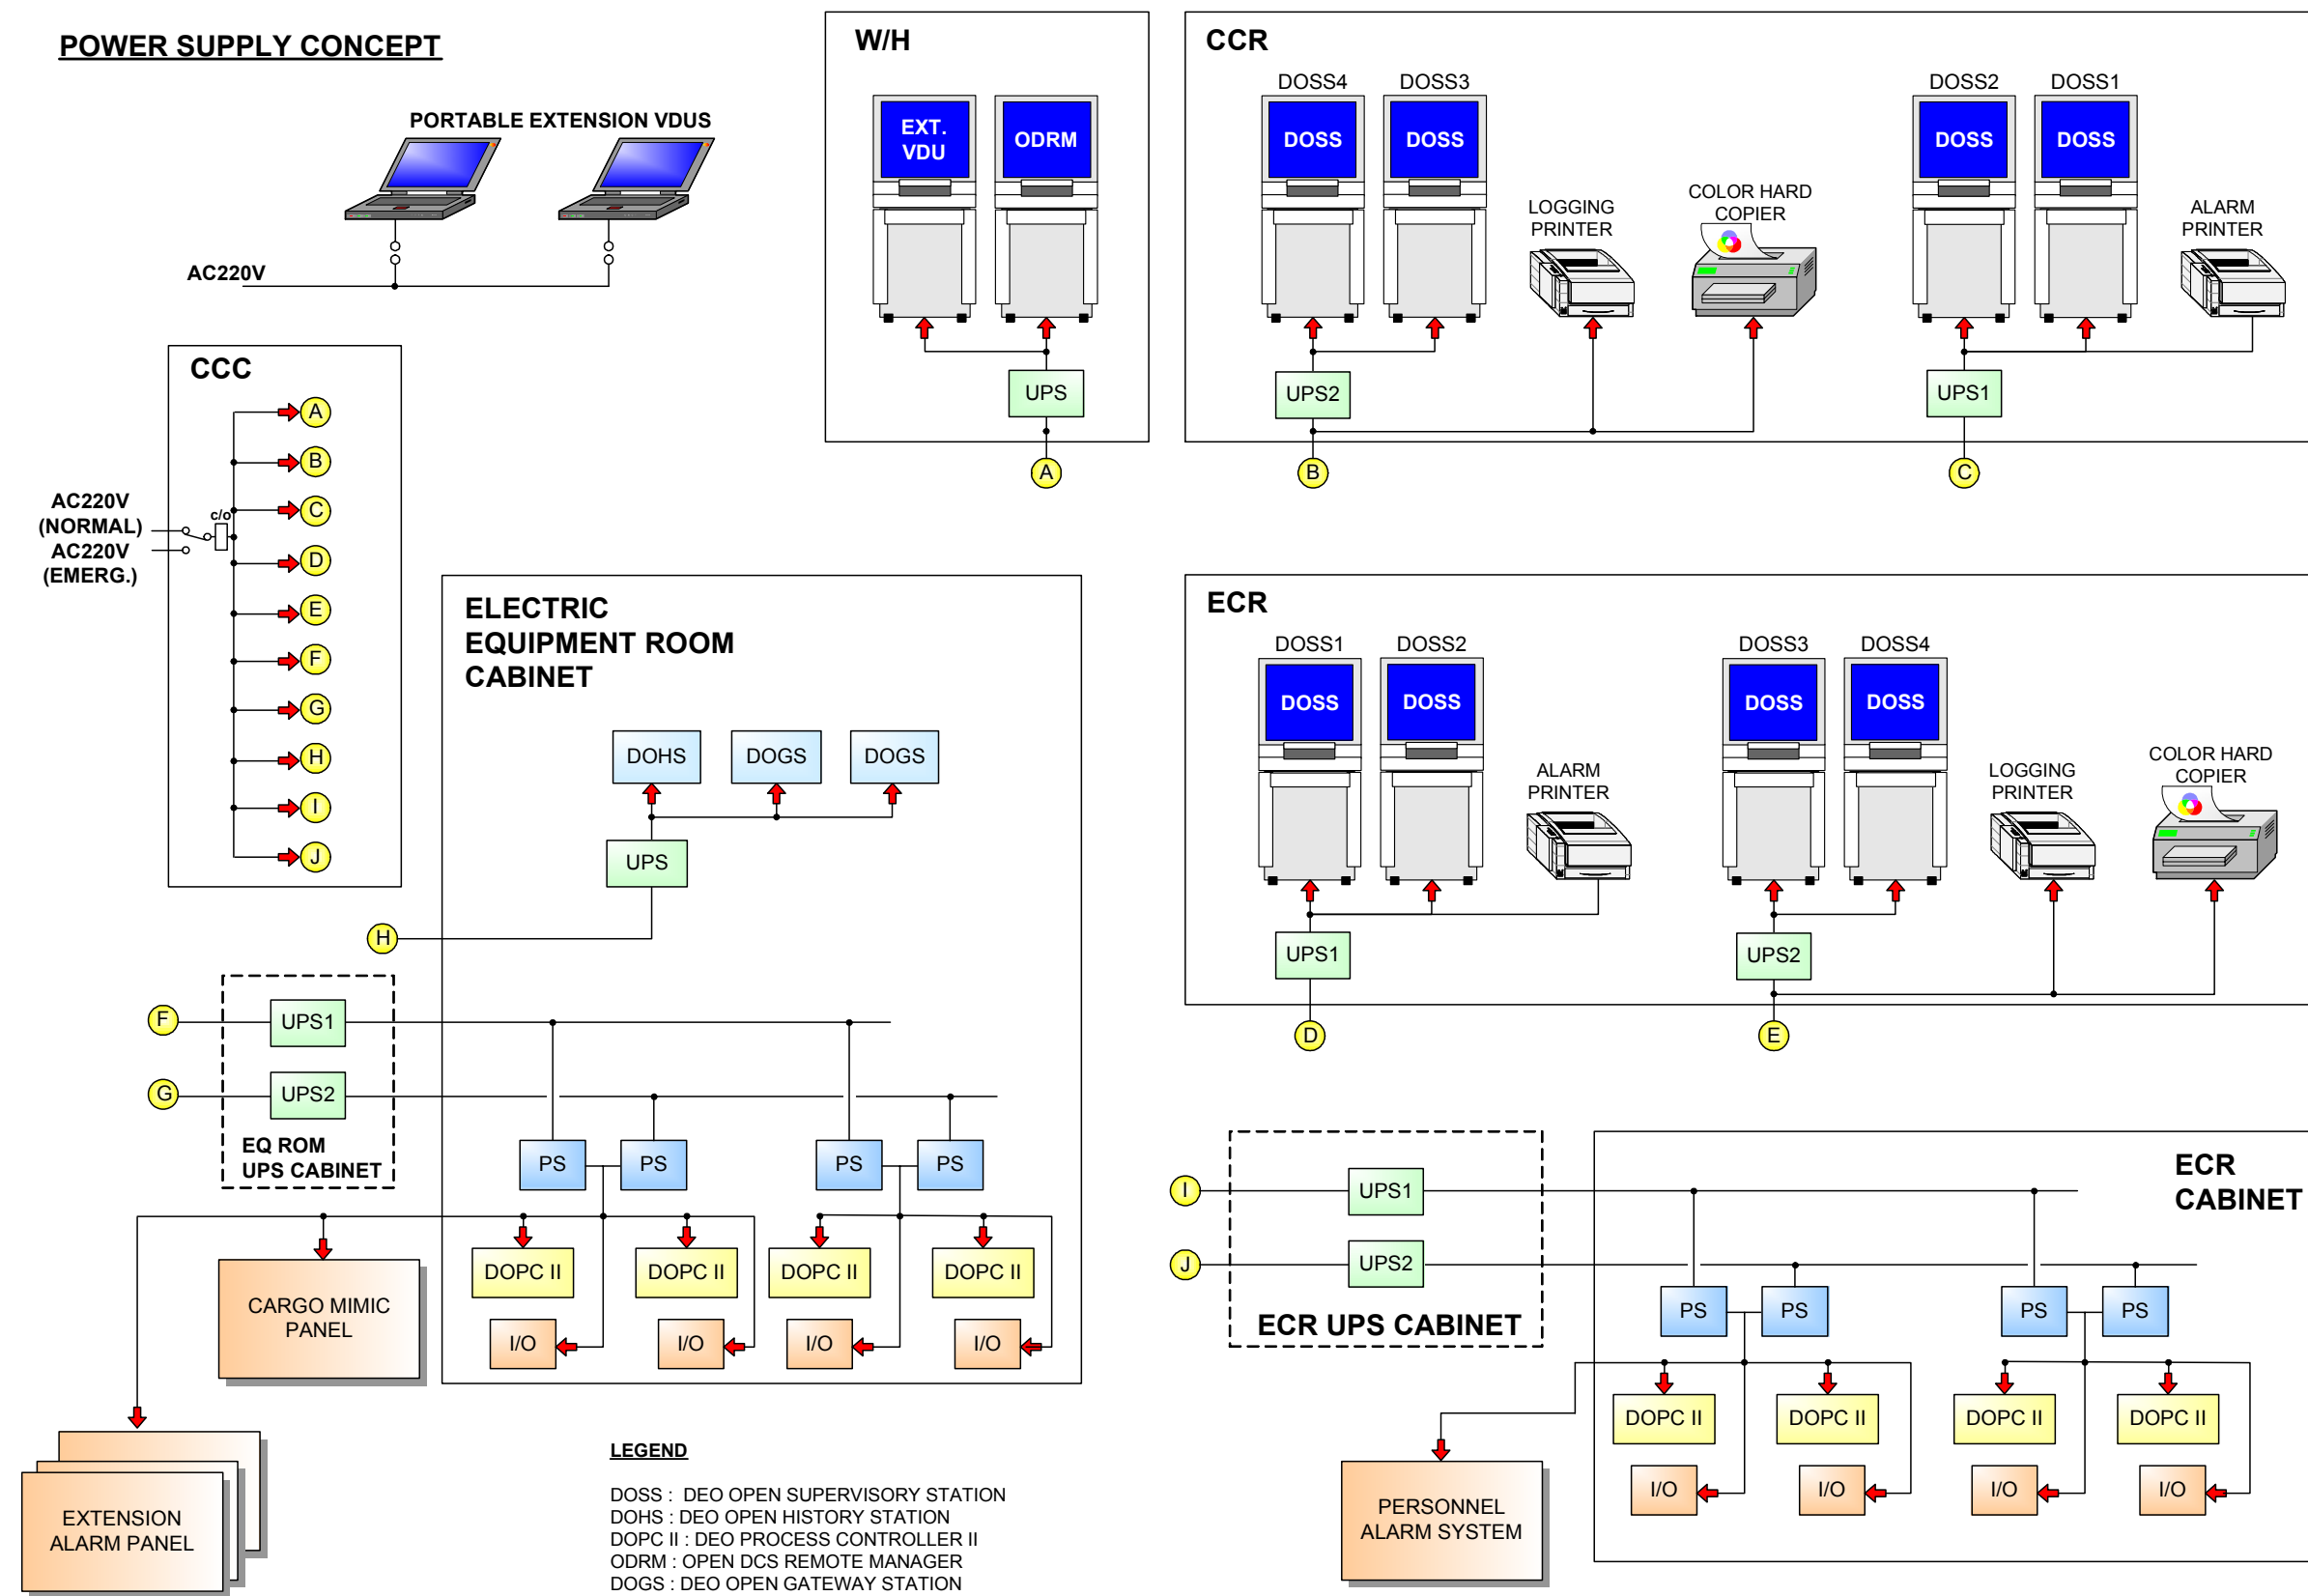 POWER SUPPLY CONCEPT
PORTABLE EXTENSION VDUS
AC220V
W/H
EXT.
VDU
ODRM
UPS
A
CCR
DOSS4
DOSS3
DOSS2
DOSS1
DOSS
DOSS
DOSS
DOSS
LOGGING
PRINTER
COLOR HARD
COPIER
ALARM
PRINTER
UPS2
UPS1
B
C
CCC
A
B
C
D
E
F
G
H
I
J
c/o
AC220V
(NORMAL)
AC220V
(EMERG.)
ELECTRIC
EQUIPMENT ROOM
CABINET
DOHS
DOGS
DOGS
UPS
H
F
UPS1
G
UPS2
EQ ROM
UPS CABINET
PS
PS
PS
PS
DOPC II
DOPC II
DOPC II
DOPC II
I/O
I/O
I/O
I/O
CARGO MIMIC
PANEL
EXTENSION
ALARM PANEL
ECR
DOSS1
DOSS2
DOSS3
DOSS4
DOSS
DOSS
DOSS
DOSS
ALARM
PRINTER
LOGGING
PRINTER
COLOR HARD
COPIER
UPS1
UPS2
D
E
I
UPS1
J
UPS2
ECR UPS CABINET
ECR
CABINET
PS
PS
PS
PS
DOPC II
DOPC II
DOPC II
DOPC II
I/O
I/O
I/O
I/O
PERSONNEL
ALARM SYSTEM
LEGEND
DOSS : DEO OPEN SUPERVISORY STATION
DOHS : DEO OPEN HISTORY STATION
DOPC II : DEO PROCESS CONTROLLER II
ODRM : OPEN DCS REMOTE MANAGER
DOGS : DEO OPEN GATEWAY STATION